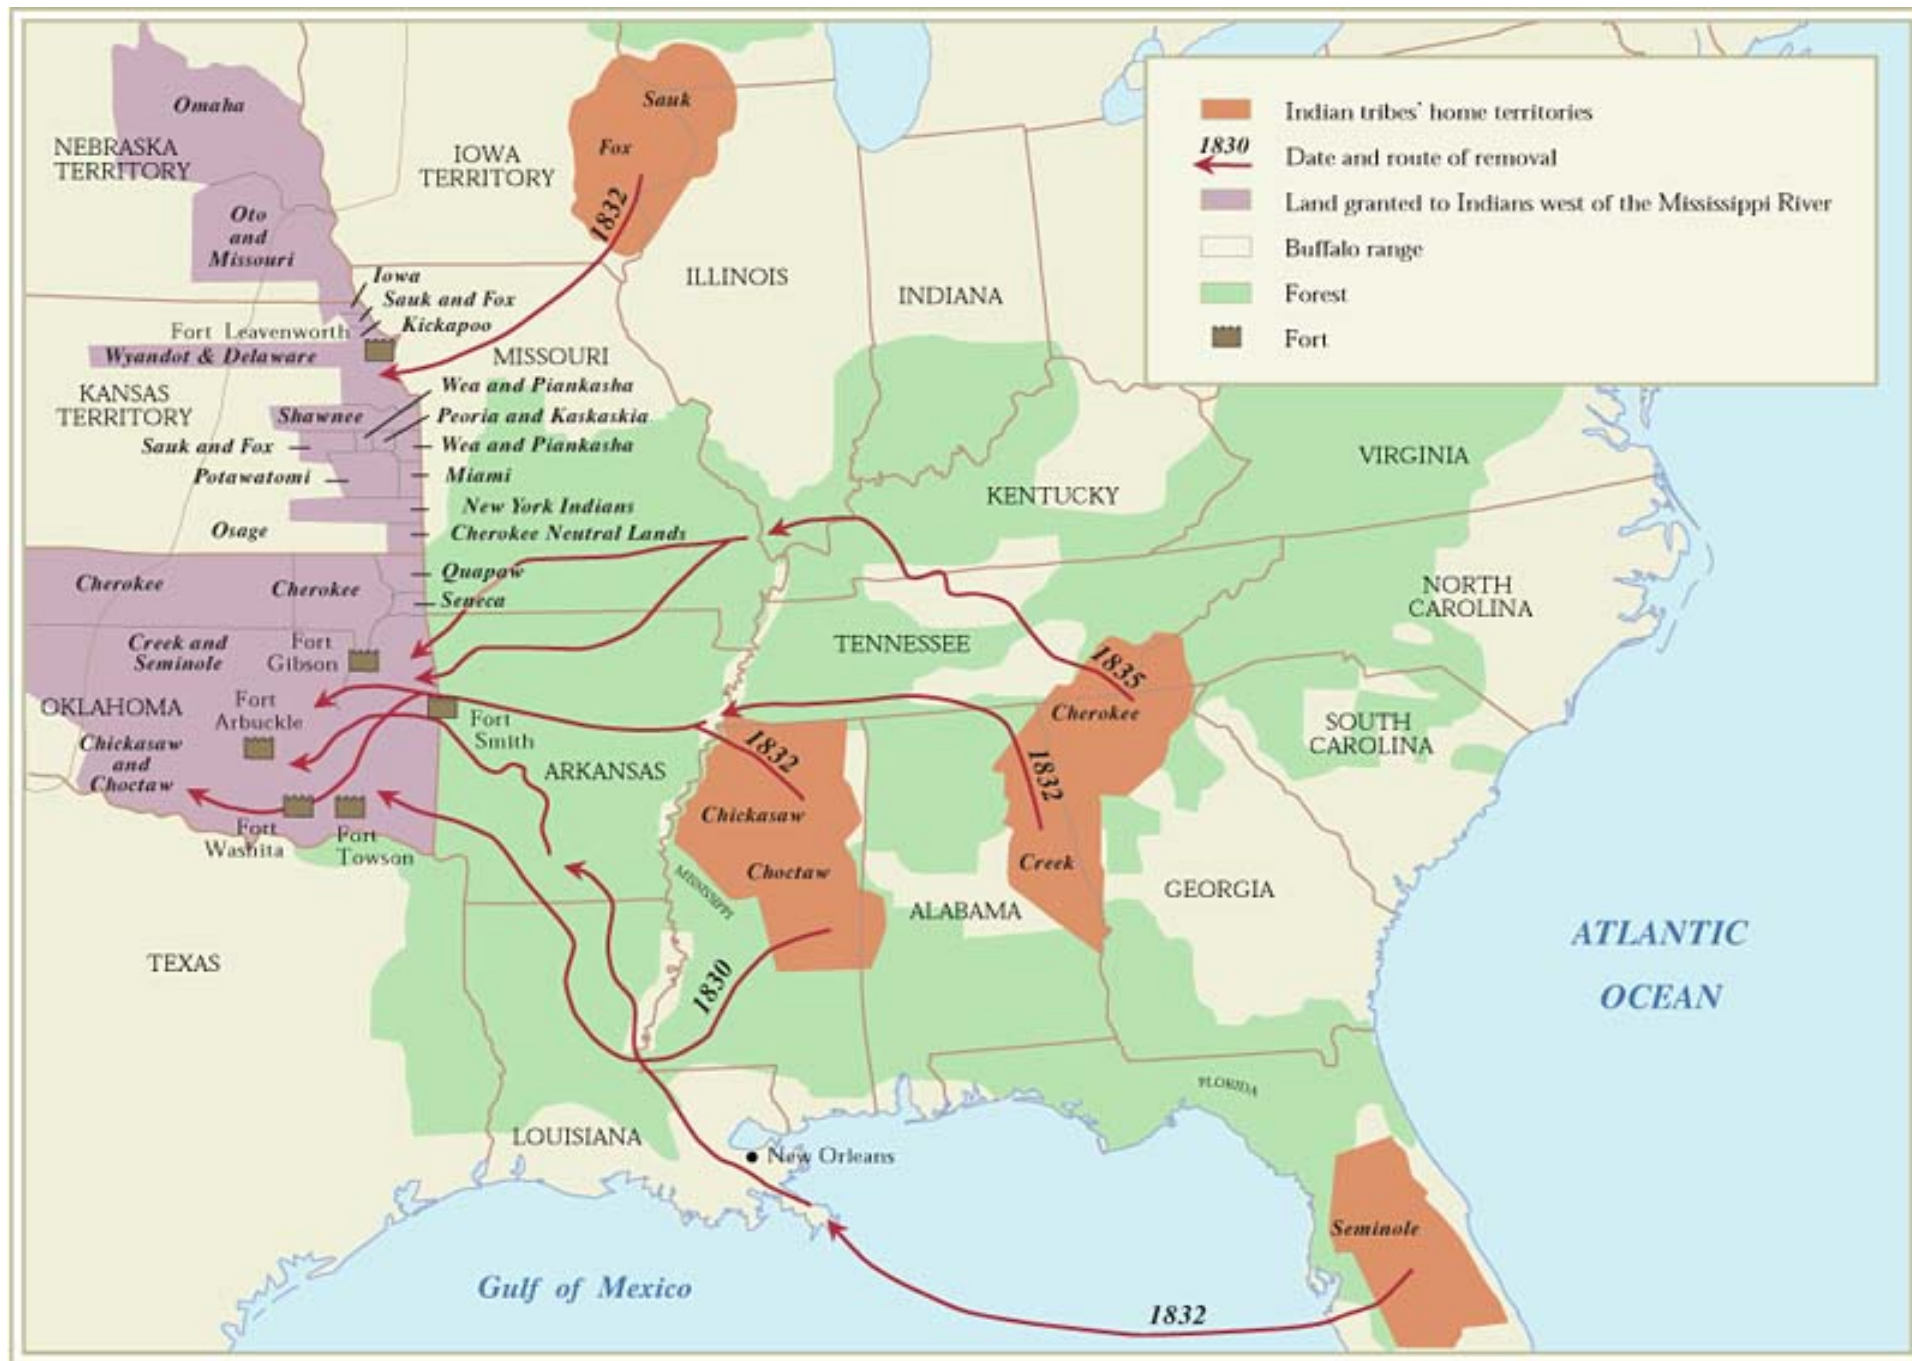 Indian tribes' home territories
1830
Date and route of removal
Land granted to Indians west of the Mississippi River
Buffalo range
Forest
Fort
Omaha
NEBRASKA
TERRITORY
Oto
and
Missouri
IOWA
TERRITORY
Sauk
Fox
1832
ILLINOIS
INDIANA
Iowa
Sauk and Fox
Kickapoo
Fort Leavenworth
Wyandot & Delaware
MISSOURI
KANSAS
TERRITORY
Shawnee
Wea and Piankasha
Peoria and Kaskaskia
Sauk and Fox
Wea and Piankasha
Potawatomi
Miami
New York Indians
Osage
Cherokee Neutral Lands
KENTUCKY
VIRGINIA
Cherokee
Cherokee
Quapaw
Seneca
NORTH
CAROLINA
Creek and
Seminole
Fort
Gibson
TENNESSEE
1835
Cherokee
OKLAHOMA
Fort
Arbuckle
Fort
Smith
SOUTH
CAROLINA
Chickasaw
and
Choctaw
ARKANSAS
1832
1832
Chickasaw
Choctaw
Creek
Fort
Washita
Fort
Towson
MISSISSIPPI
ALABAMA
GEORGIA
TEXAS
1830
ATLANTIC
OCEAN
FLORIDA
LOUISIANA
New Orleans
Seminole
Gulf of Mexico
1832